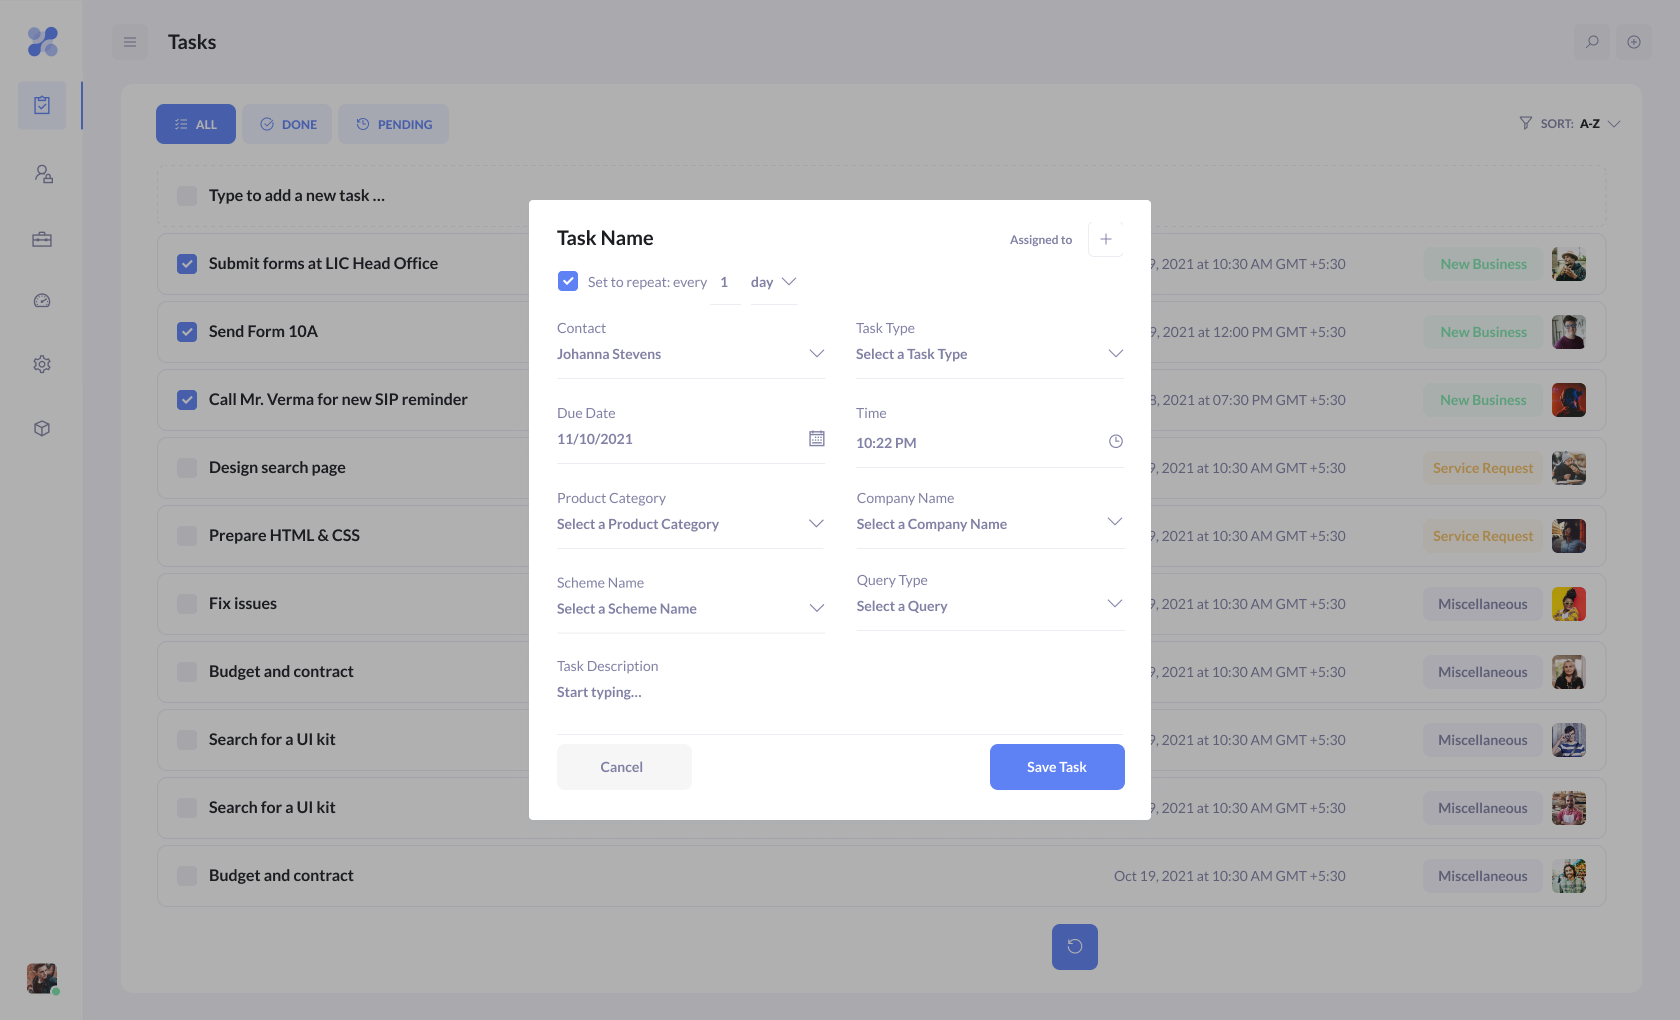 Tasks
ALL
DONE
PENDING
SORT: A-Z
Type to add a new task ...
Submit forms at LIC Head Office
9, 2021 at 10:30 AM GMT +5:30
New Business
Send Form 10A
9, 2021 at 12:00 PM GMT +5:30
New Business
Call Mr. Verma for new SIP reminder
8, 2021 at 07:30 PM GMT +5:30
New Business
Design search page
9, 2021 at 10:30 AM GMT +5:30
Service Request
Prepare HTML & CSS
9, 2021 at 10:30 AM GMT +5:30
Service Request
Fix issues
9, 2021 at 10:30 AM GMT +5:30
Miscellaneous
Budget and contract
9, 2021 at 10:30 AM GMT +5:30
Miscellaneous
Search for a UI kit
9, 2021 at 10:30 AM GMT +5:30
Miscellaneous
Search for a UI kit
9, 2021 at 10:30 AM GMT +5:30
Miscellaneous
Budget and contract
Oct 19, 2021 at 10:30 AM GMT +5:30
Miscellaneous
Task Name
Assigned to
Set to repeat: every 1 day
Contact
Johanna Stevens
Task Type
Select a Task Type
Due Date
11/10/2021
Time
10:22 PM
Product Category
Select a Product Category
Company Name
Select a Company Name
Scheme Name
Select a Scheme Name
Query Type
Select a Query
Task Description
Start typing...
Cancel
Save Task